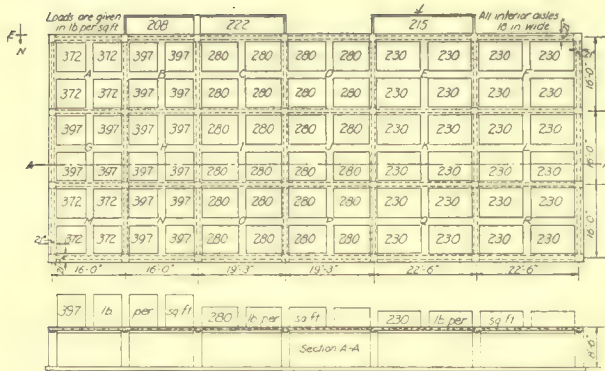 Loads are given in lb per sq ft
208 222 215
All interior aisles 18 in wide
E N
372 372 397 397 280 280 280 280 230 230 230 230
A B C D E F
372 372 397 397 280 280 280 280 230 230 230 230
16'-0"
397 397 397 397 280 280 280 280 230 230 230 230
G H I J K L
16'-0"
A 397 397 397 397 280 280 280 280 230 230 230 230
372 372 397 397 280 280 280 280 230 230 230 230
M N O P Q R
16'-0"
372 372 397 397 280 280 280 280 230 230 230 230
16'-0" 16'-0" 19'-3" 19'-3" 22'-6" 22'-6"
397 lb per sq ft 280 lb per sq ft 230 lb per sq ft
Section A-A